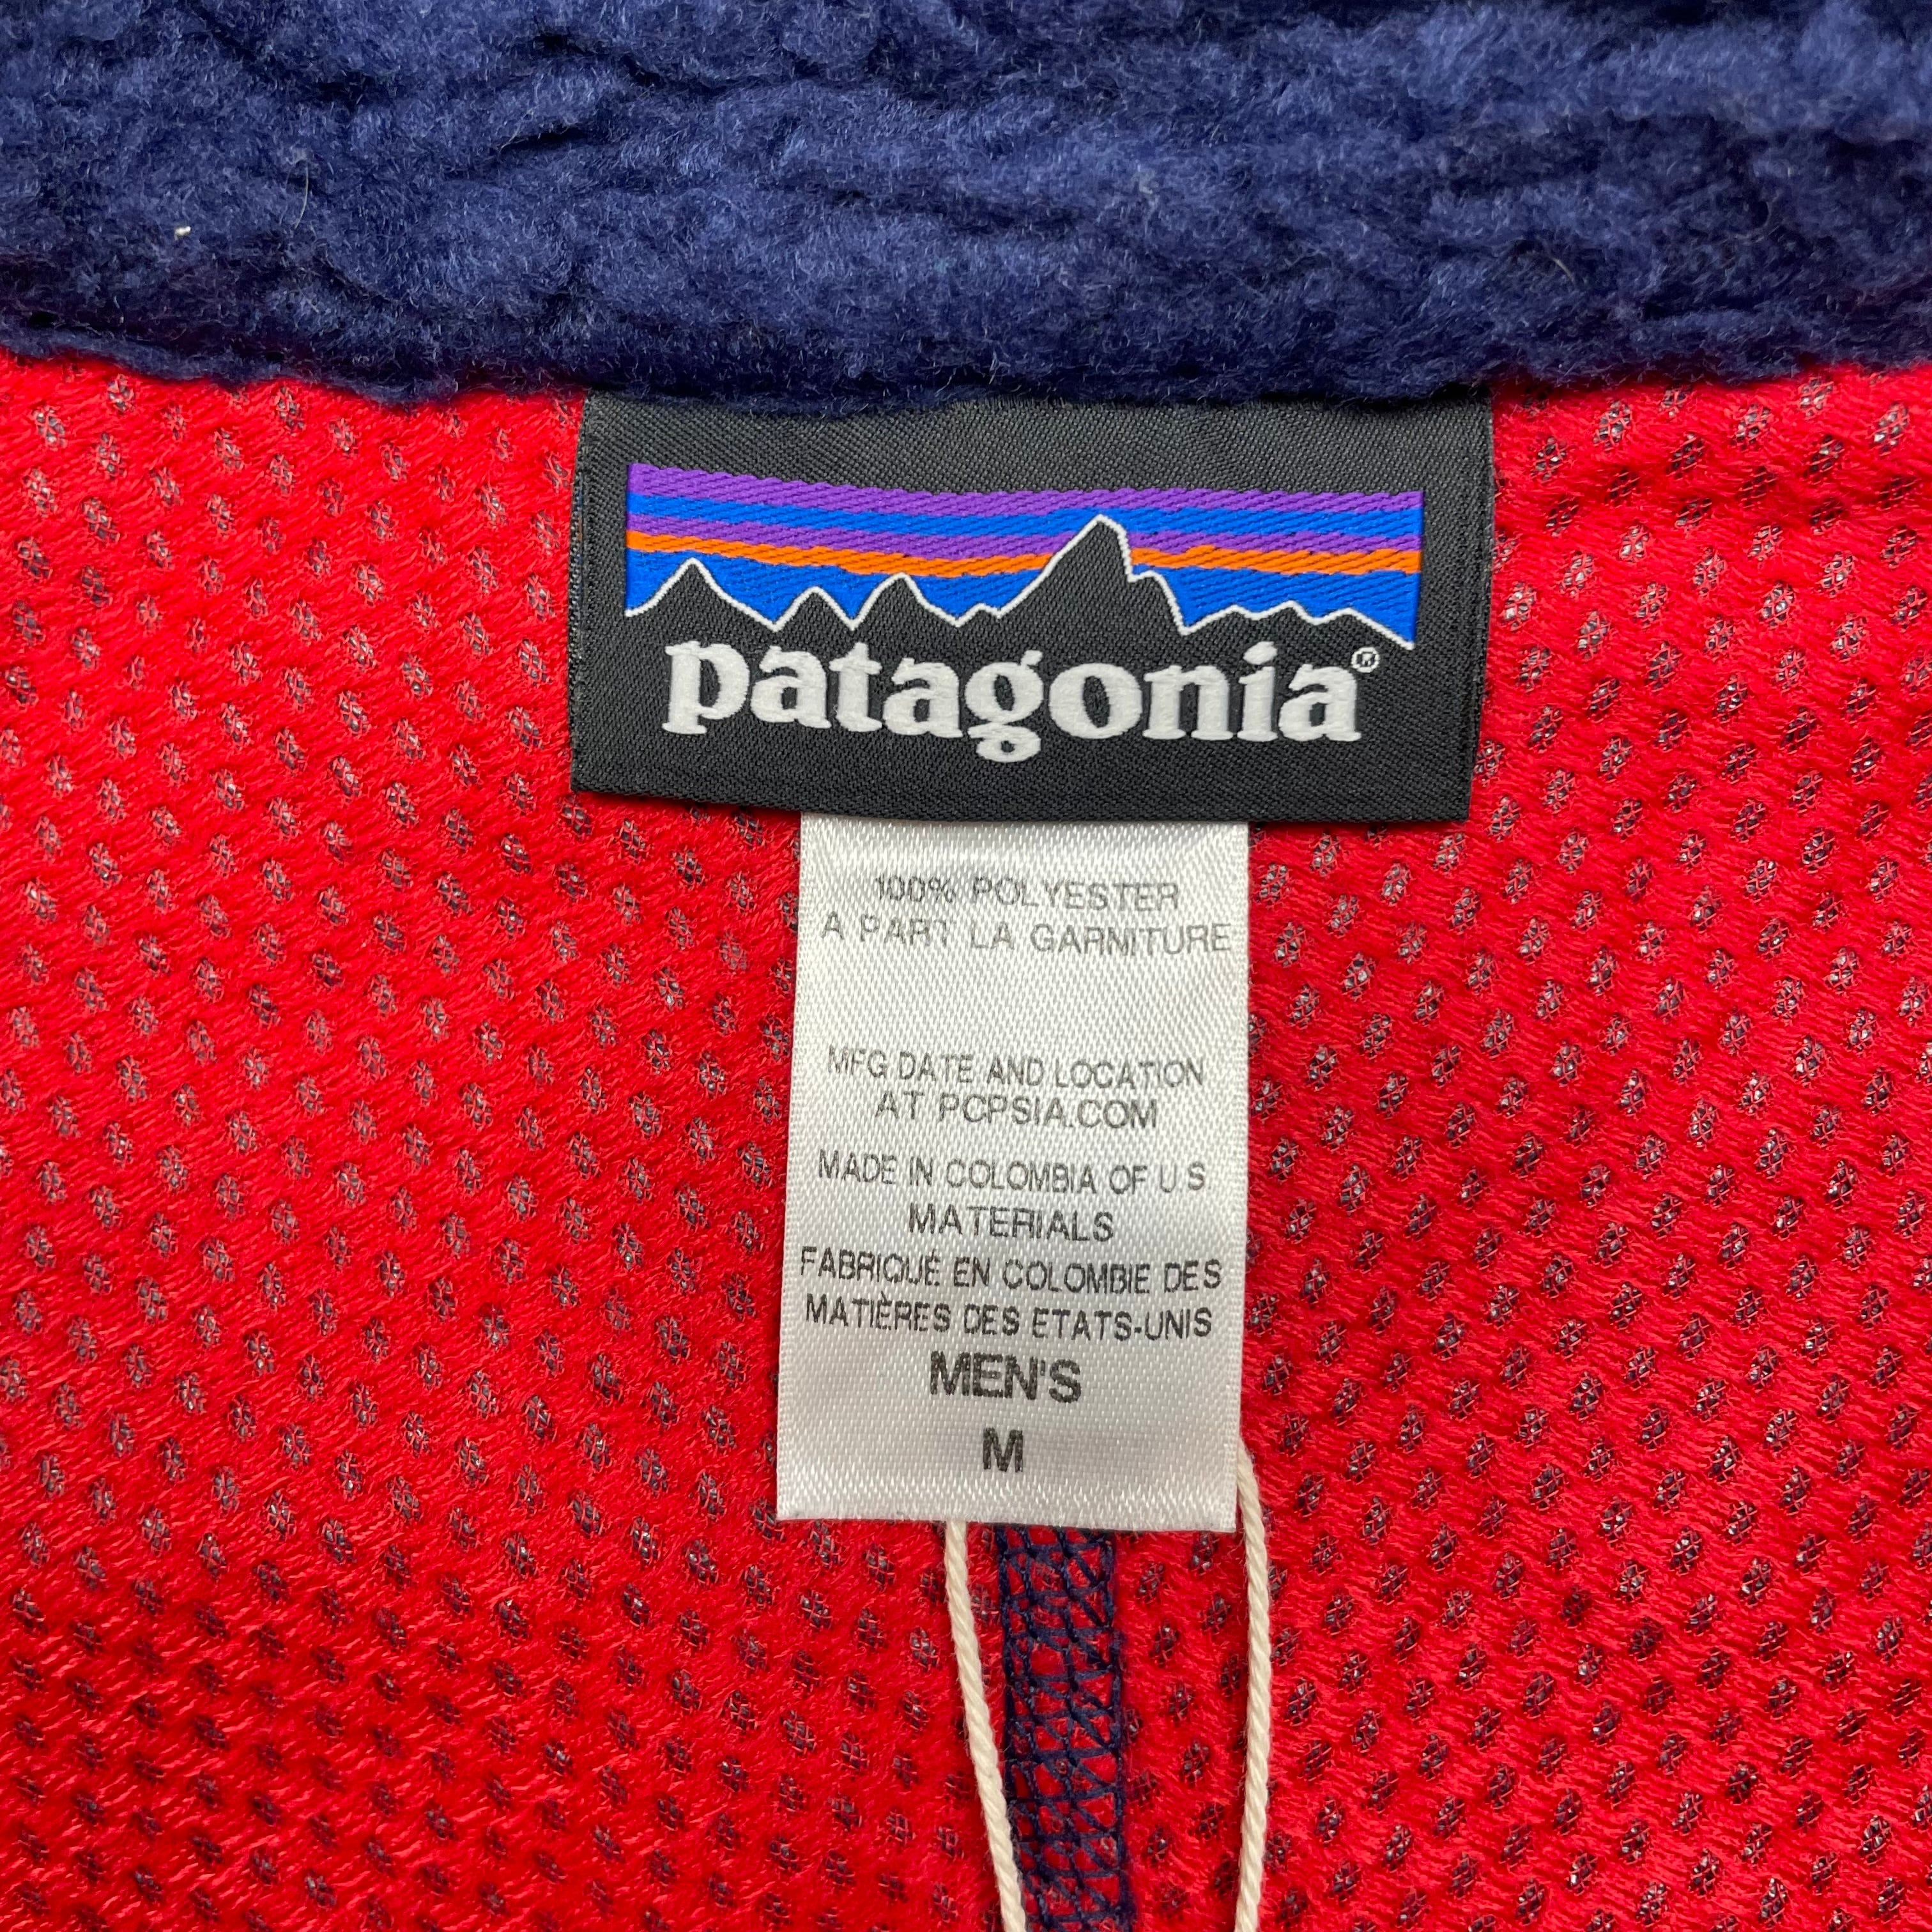 patagonia®
100% POLYESTER
A PART LA GARNITURE
MFG DATE AND LOCATION
AT PCPSIA.COM
MADE IN COLOMBIA OF U.S
MATERIALS
FABRIQUÉ EN COLOMBIE DES
MATIÈRES DES ETATS-UNIS
MEN'S
M